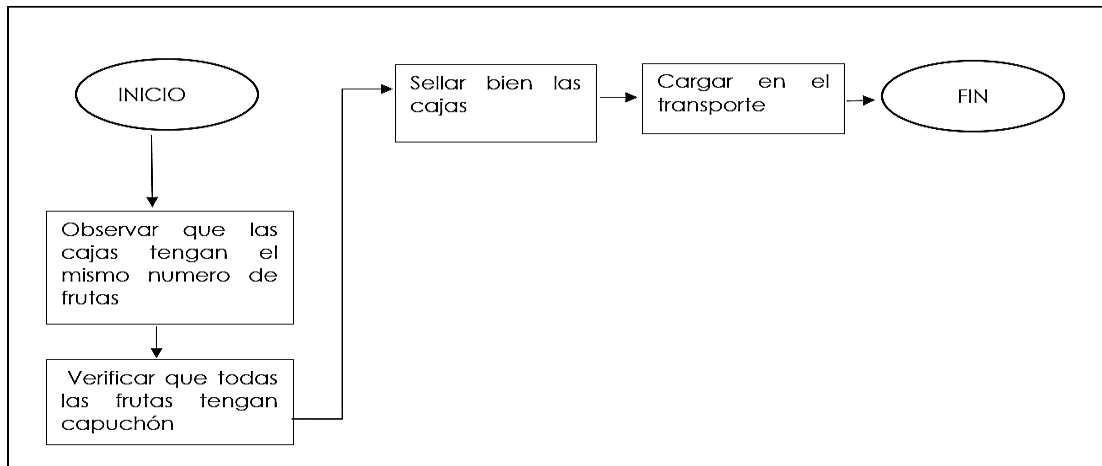 INICIO
Observar que las
cajas tengan el
mismo numero de
frutas
Verificar que todas
las frutas tengan
capuchón
Sellar bien las
cajas
Cargar en el
transporte
FIN